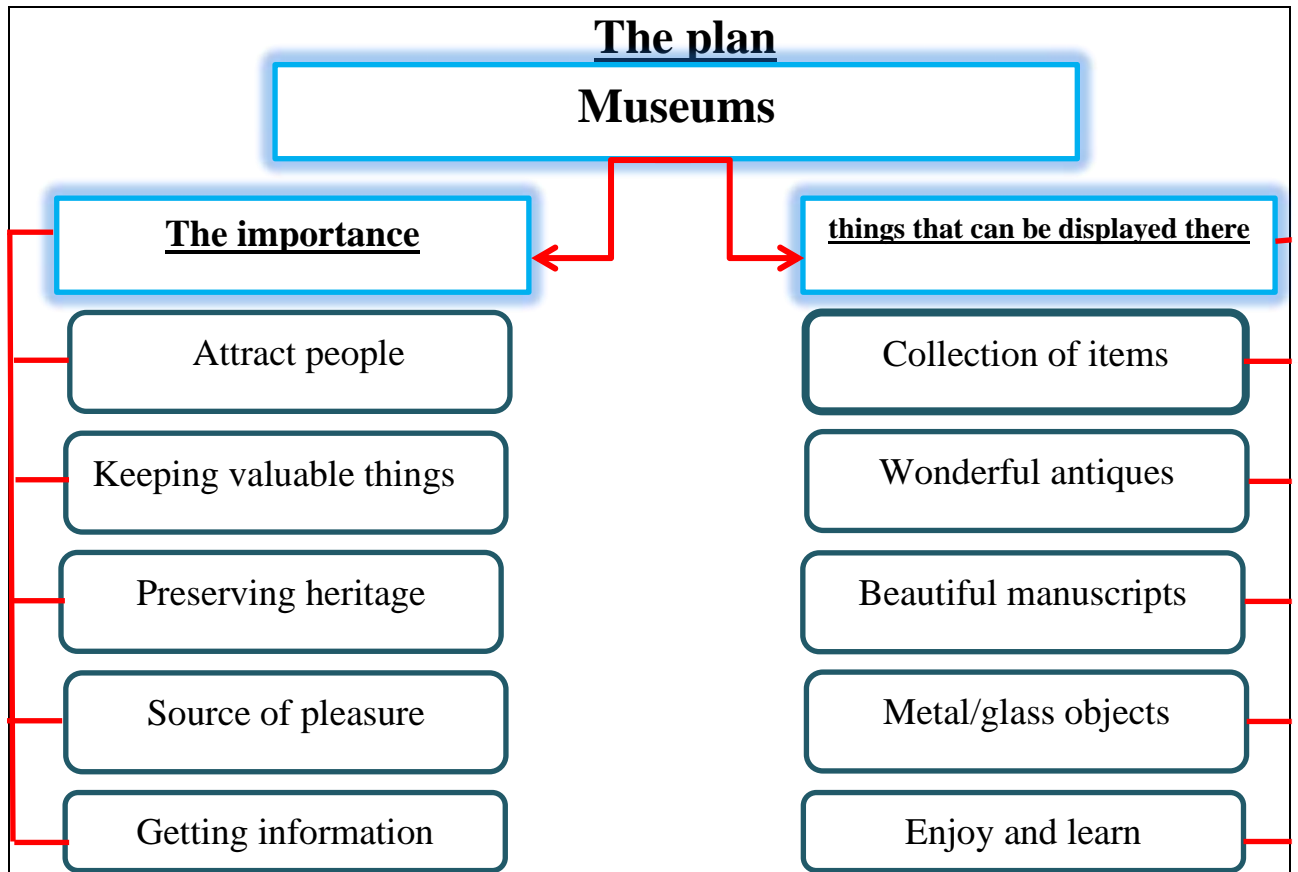 The plan
Museums
The importance
things that can be displayed there
Attract people
Collection of items
Keeping valuable things
Wonderful antiques
Preserving heritage
Beautiful manuscripts
Source of pleasure
Metal/glass objects
Getting information
Enjoy and learn